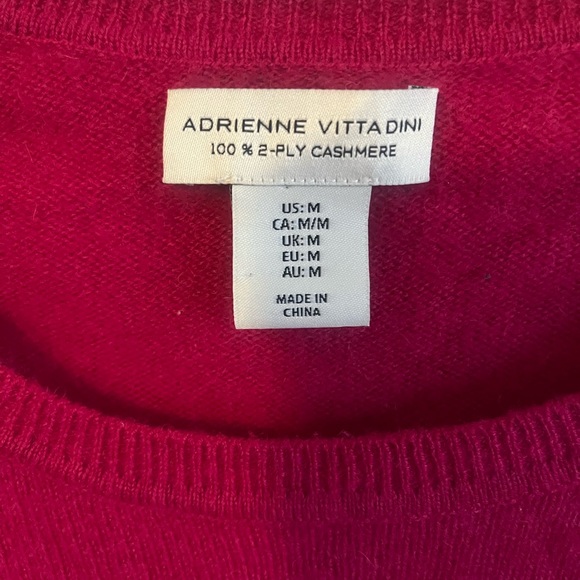 ADRIENNE VITTADINI
100 % 2-PLY CASHMERE
US: M
CA: M/M
UK: M
EU: M
AU: M
MADE IN
CHINA